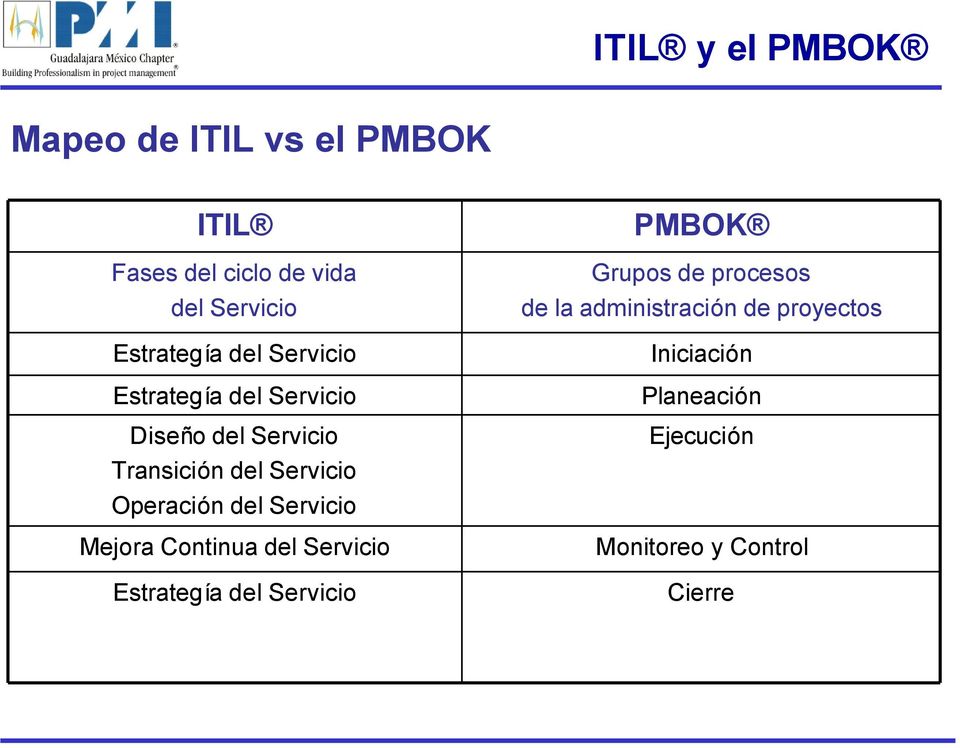 PMI®
Guadalajara México Chapter
Building Professionalism in project management®
ITIL® y el PMBOK®
Mapeo de ITIL vs el PMBOK
ITIL®
PMBOK®
Fases del ciclo de vida
del Servicio
Grupos de procesos
de la administración de proyectos
Estrategía del Servicio
Iniciación
Estrategía del Servicio
Planeación
Diseño del Servicio
Transición del Servicio
Operación del Servicio
Ejecución
Mejora Continua del Servicio
Monitoreo y Control
Estrategía del Servicio
Cierre